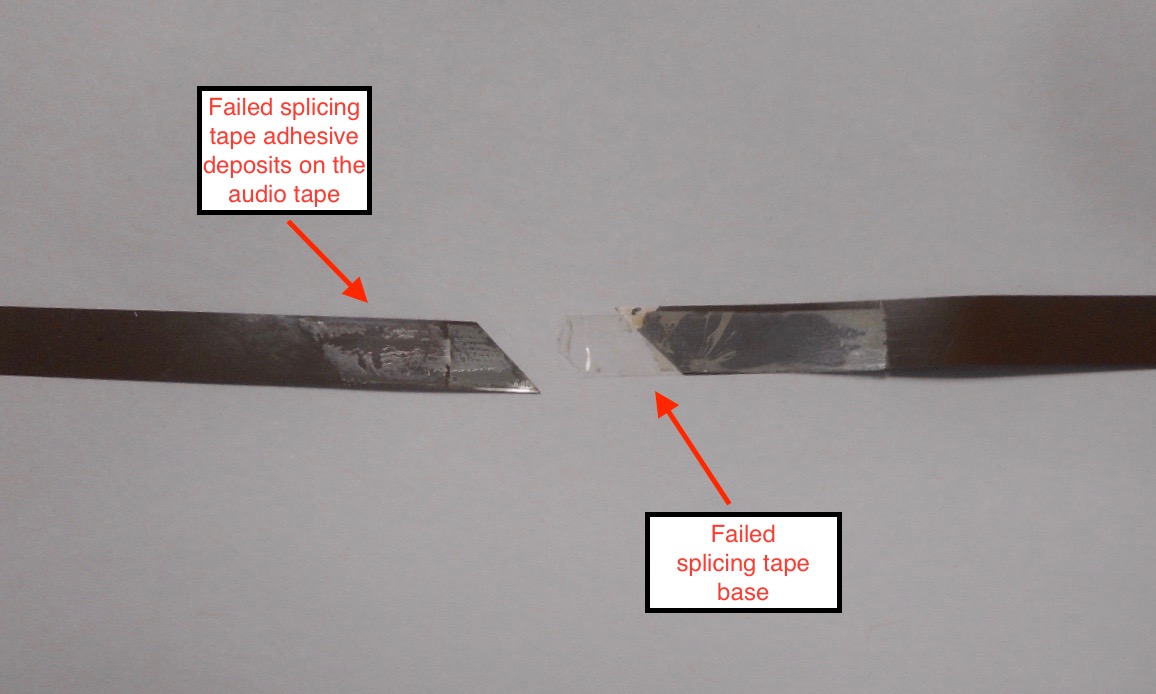 Failed splicing
tape adhesive
deposits on the
audio tape
Failed
splicing tape
base